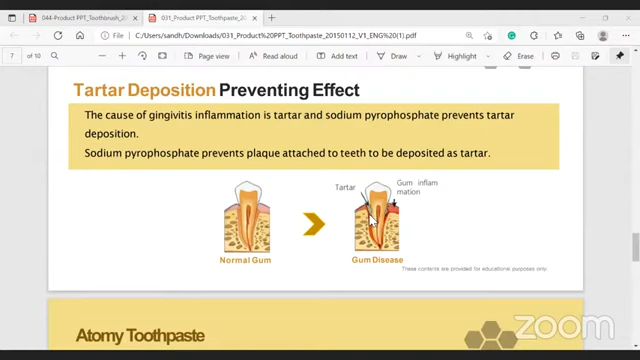 044-Product PPT_Toothbrush_20
031_Product PPT_Toothpaste_2015
C:/Users/sandh/Downloads/031_Product%20PPT_Toothpaste_20150112_V1_ENG%20(1).pdf
7 of 10
Page view
Read aloud
Add text
Draw
Highlight
Erase
Tartar Deposition Preventing Effect
The cause of gingivitis inflammation is tartar and sodium pyrophosphate prevents tartar
deposition.
Sodium pyrophosphate prevents plaque attached to teeth to be deposited as tartar.
Tartar
Gum inflam
mation
Normal Gum
Gum Disease
These contents are provided for educational purposes only.
Atomy Toothpaste
zoom